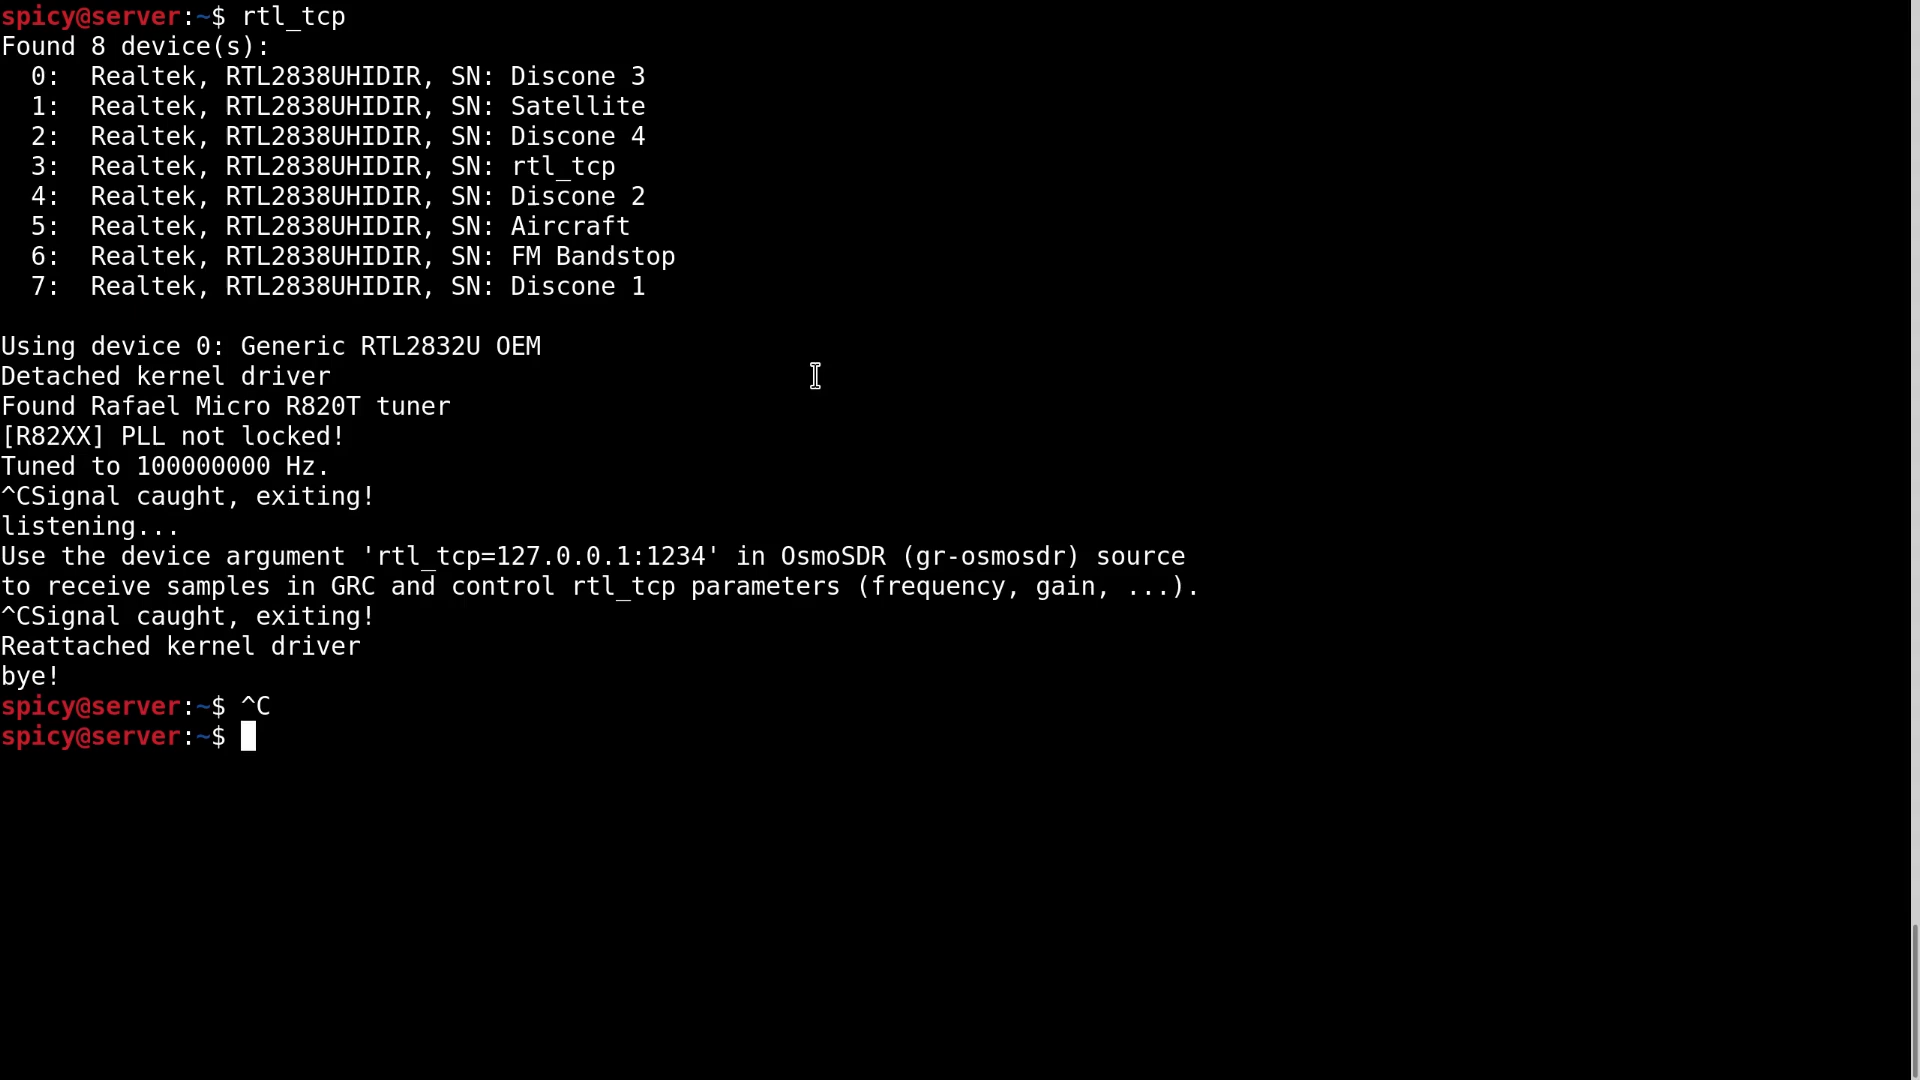 spicy@server:~$ rtl_tcp
Found 8 device(s):
  0:  Realtek, RTL2838UHIDIR, SN: Discone 3
  1:  Realtek, RTL2838UHIDIR, SN: Satellite
  2:  Realtek, RTL2838UHIDIR, SN: Discone 4
  3:  Realtek, RTL2838UHIDIR, SN: rtl_tcp
  4:  Realtek, RTL2838UHIDIR, SN: Discone 2
  5:  Realtek, RTL2838UHIDIR, SN: Aircraft
  6:  Realtek, RTL2838UHIDIR, SN: FM Bandstop
  7:  Realtek, RTL2838UHIDIR, SN: Discone 1

Using device 0: Generic RTL2832U OEM
Detached kernel driver
Found Rafael Micro R820T tuner
[R82XX] PLL not locked!
Tuned to 100000000 Hz.
^CSignal caught, exiting!
listening...
Use the device argument 'rtl_tcp=127.0.0.1:1234' in OsmoSDR (gr-osmosdr) source
to receive samples in GRC and control rtl_tcp parameters (frequency, gain, ...).
^CSignal caught, exiting!
Reattached kernel driver
bye!
spicy@server:~$ ^C
spicy@server:~$